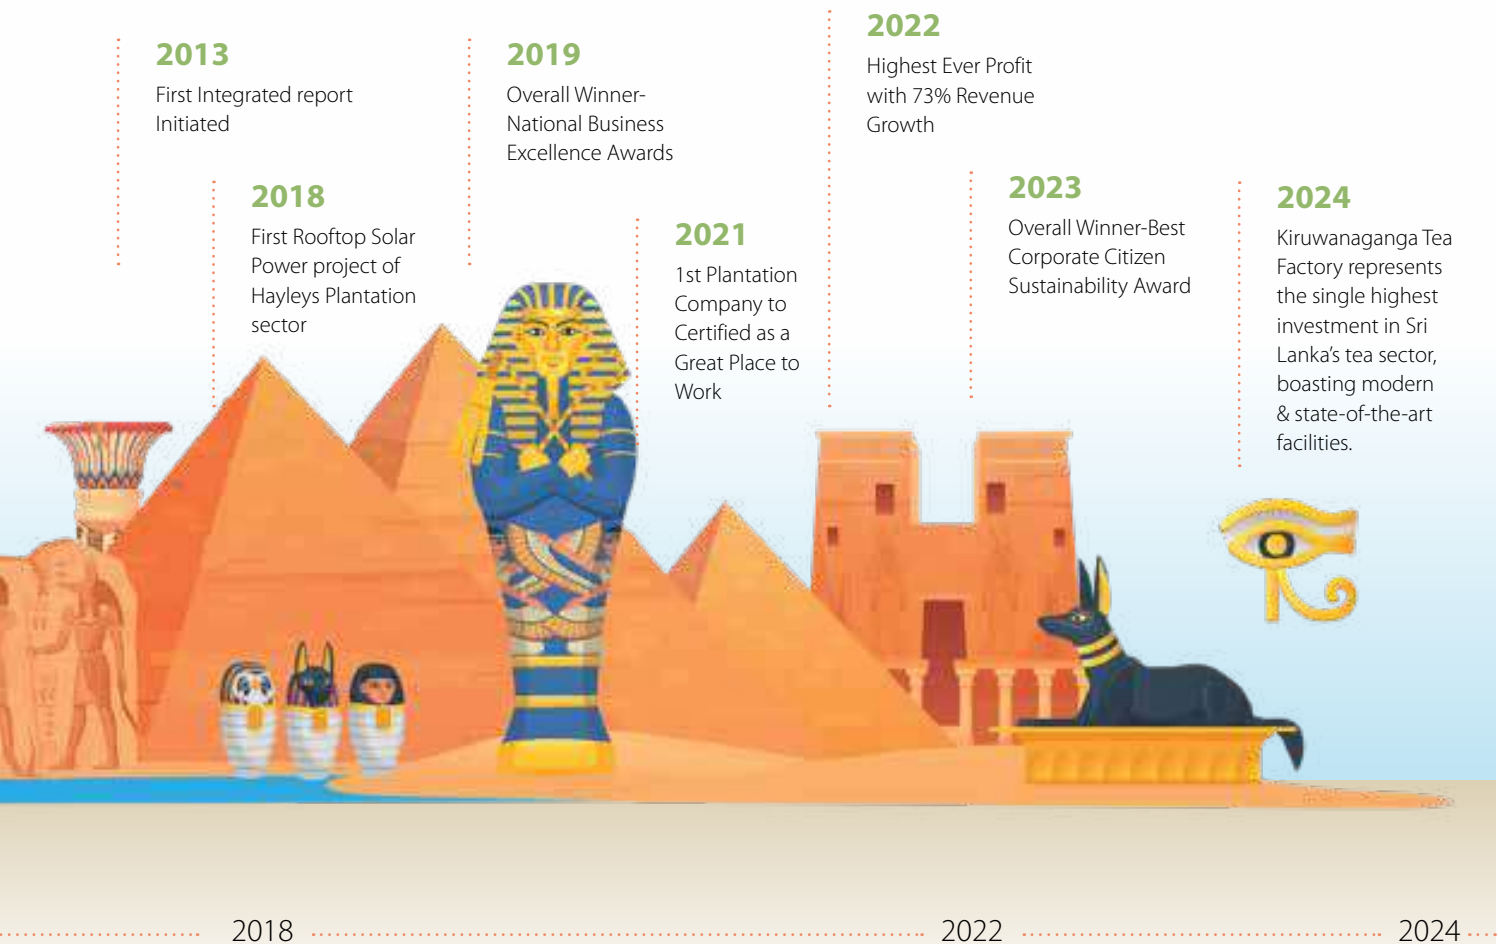 2013
First Integrated report
Initiated
2018
First Rooftop Solar
Power project of
Hayleys Plantation
sector
2019
Overall Winner-
National Business
Excellence Awards
2021
1st Plantation
Company to
Certified as a
Great Place to
Work
2022
Highest Ever Profit
with 73% Revenue
Growth
2023
Overall Winner-Best
Corporate Citizen
Sustainability Award
2024
Kiruwanaganga Tea
Factory represents
the single highest
investment in Sri
Lanka’s tea sector,
boasting modern
& state-of-the-art
facilities.
2018
2022
2024